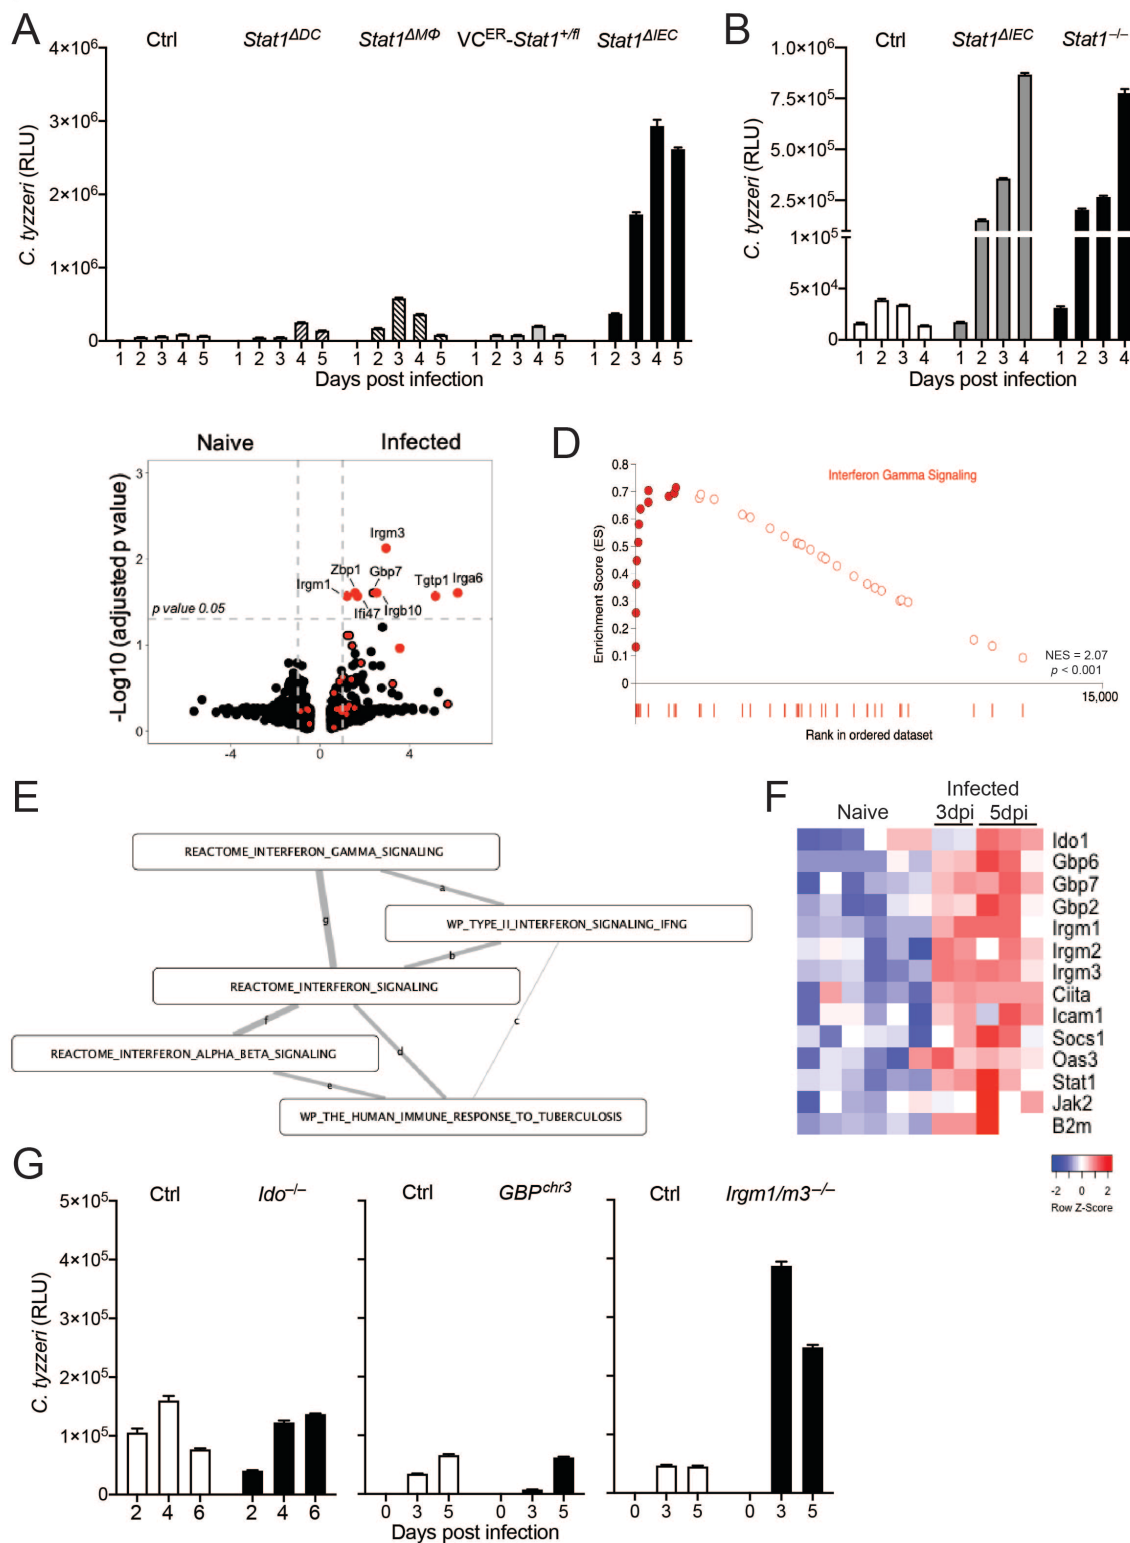 A
Ctrl Stat1ΔDC Stat1ΔMΦ VCER-Stat1+/fl Stat1ΔIEC
4×10⁶
3×10⁶
2×10⁶
1×10⁶
0
C. tyzzeri (RLU)
1 2 3 4 5 1 2 3 4 5 1 2 3 4 5 1 2 3 4 5 1 2 3 4 5
Days post infection
B
Ctrl Stat1ΔIEC Stat1–/–
1.0×10⁶
7.5×10⁵
5.0×10⁵
2.5×10⁵
1×10⁵
5×10⁴
0
C. tyzzeri (RLU)
1 2 3 4 1 2 3 4 1 2 3 4
Days post infection
Naive Infected
3
2
1
0
-Log10 (adjusted p value)
Irgm3
Zbp1 Gbp7
Irgm1 Tgtp1 Irga6
Ifi47 Irgb10
p value 0.05
-4 0 4
D
Interferon Gamma Signaling
0.8
0.7
0.6
0.5
0.4
0.3
0.2
0.1
0
Enrichment Score (ES)
NES = 2.07
p < 0.001
15,000
Rank in ordered dataset
E
REACTOME_INTERFERON_GAMMA_SIGNALING
a
WP_TYPE_II_INTERFERON_SIGNALING_IFNG
g
b
REACTOME_INTERFERON_SIGNALING
f
c
REACTOME_INTERFERON_ALPHA_BETA_SIGNALING
d
e
WP_THE_HUMAN_IMMUNE_RESPONSE_TO_TUBERCULOSIS
F
Infected
Naive 3dpi 5dpi
Ido1
Gbp6
Gbp7
Gbp2
Irgm1
Irgm2
Irgm3
Ciita
Icam1
Socs1
Oas3
Stat1
Jak2
B2m
-2 0 2
Row Z-Score
G
Ctrl Ido–/– Ctrl GBPchr3 Ctrl Irgm1/m3–/–
5×10⁵
4×10⁵
3×10⁵
2×10⁵
1×10⁵
0
C. tyzzeri (RLU)
2 4 6 2 4 6 0 3 5 0 3 5 0 3 5 0 3 5
Days post infection